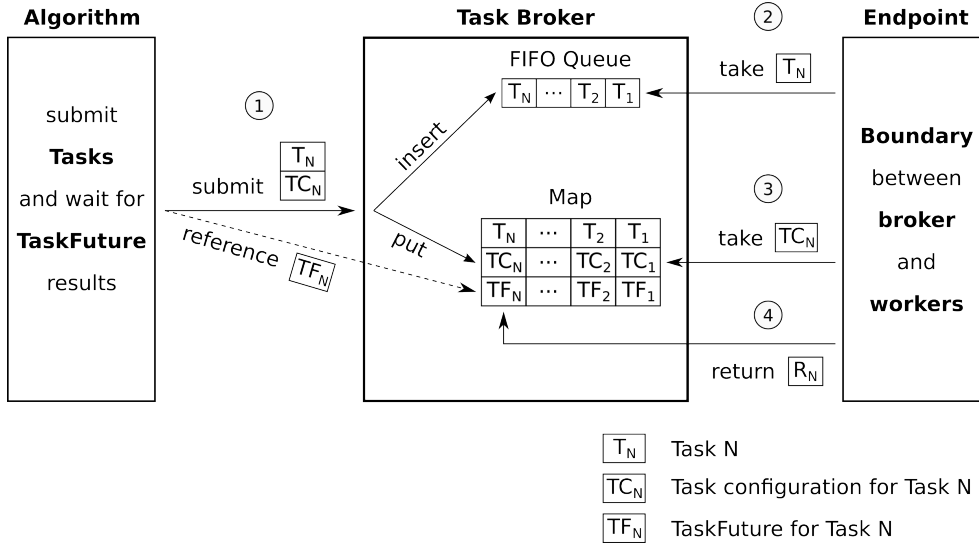 Algorithm
Task Broker
2
Endpoint
submit
Tasks
and wait for
TaskFuture
results
1
submit
T_N
TC_N
reference TF_N
insert
put
FIFO Queue
T_N ... T_2 T_1
Map
T_N ... T_2 T_1
TC_N ... TC_2 TC_1
TF_N ... TF_2 TF_1
take T_N
3
take TC_N
4
return R_N
Boundary
between
broker
and
workers
T_N Task N
TC_N Task configuration for Task N
TF_N TaskFuture for Task N